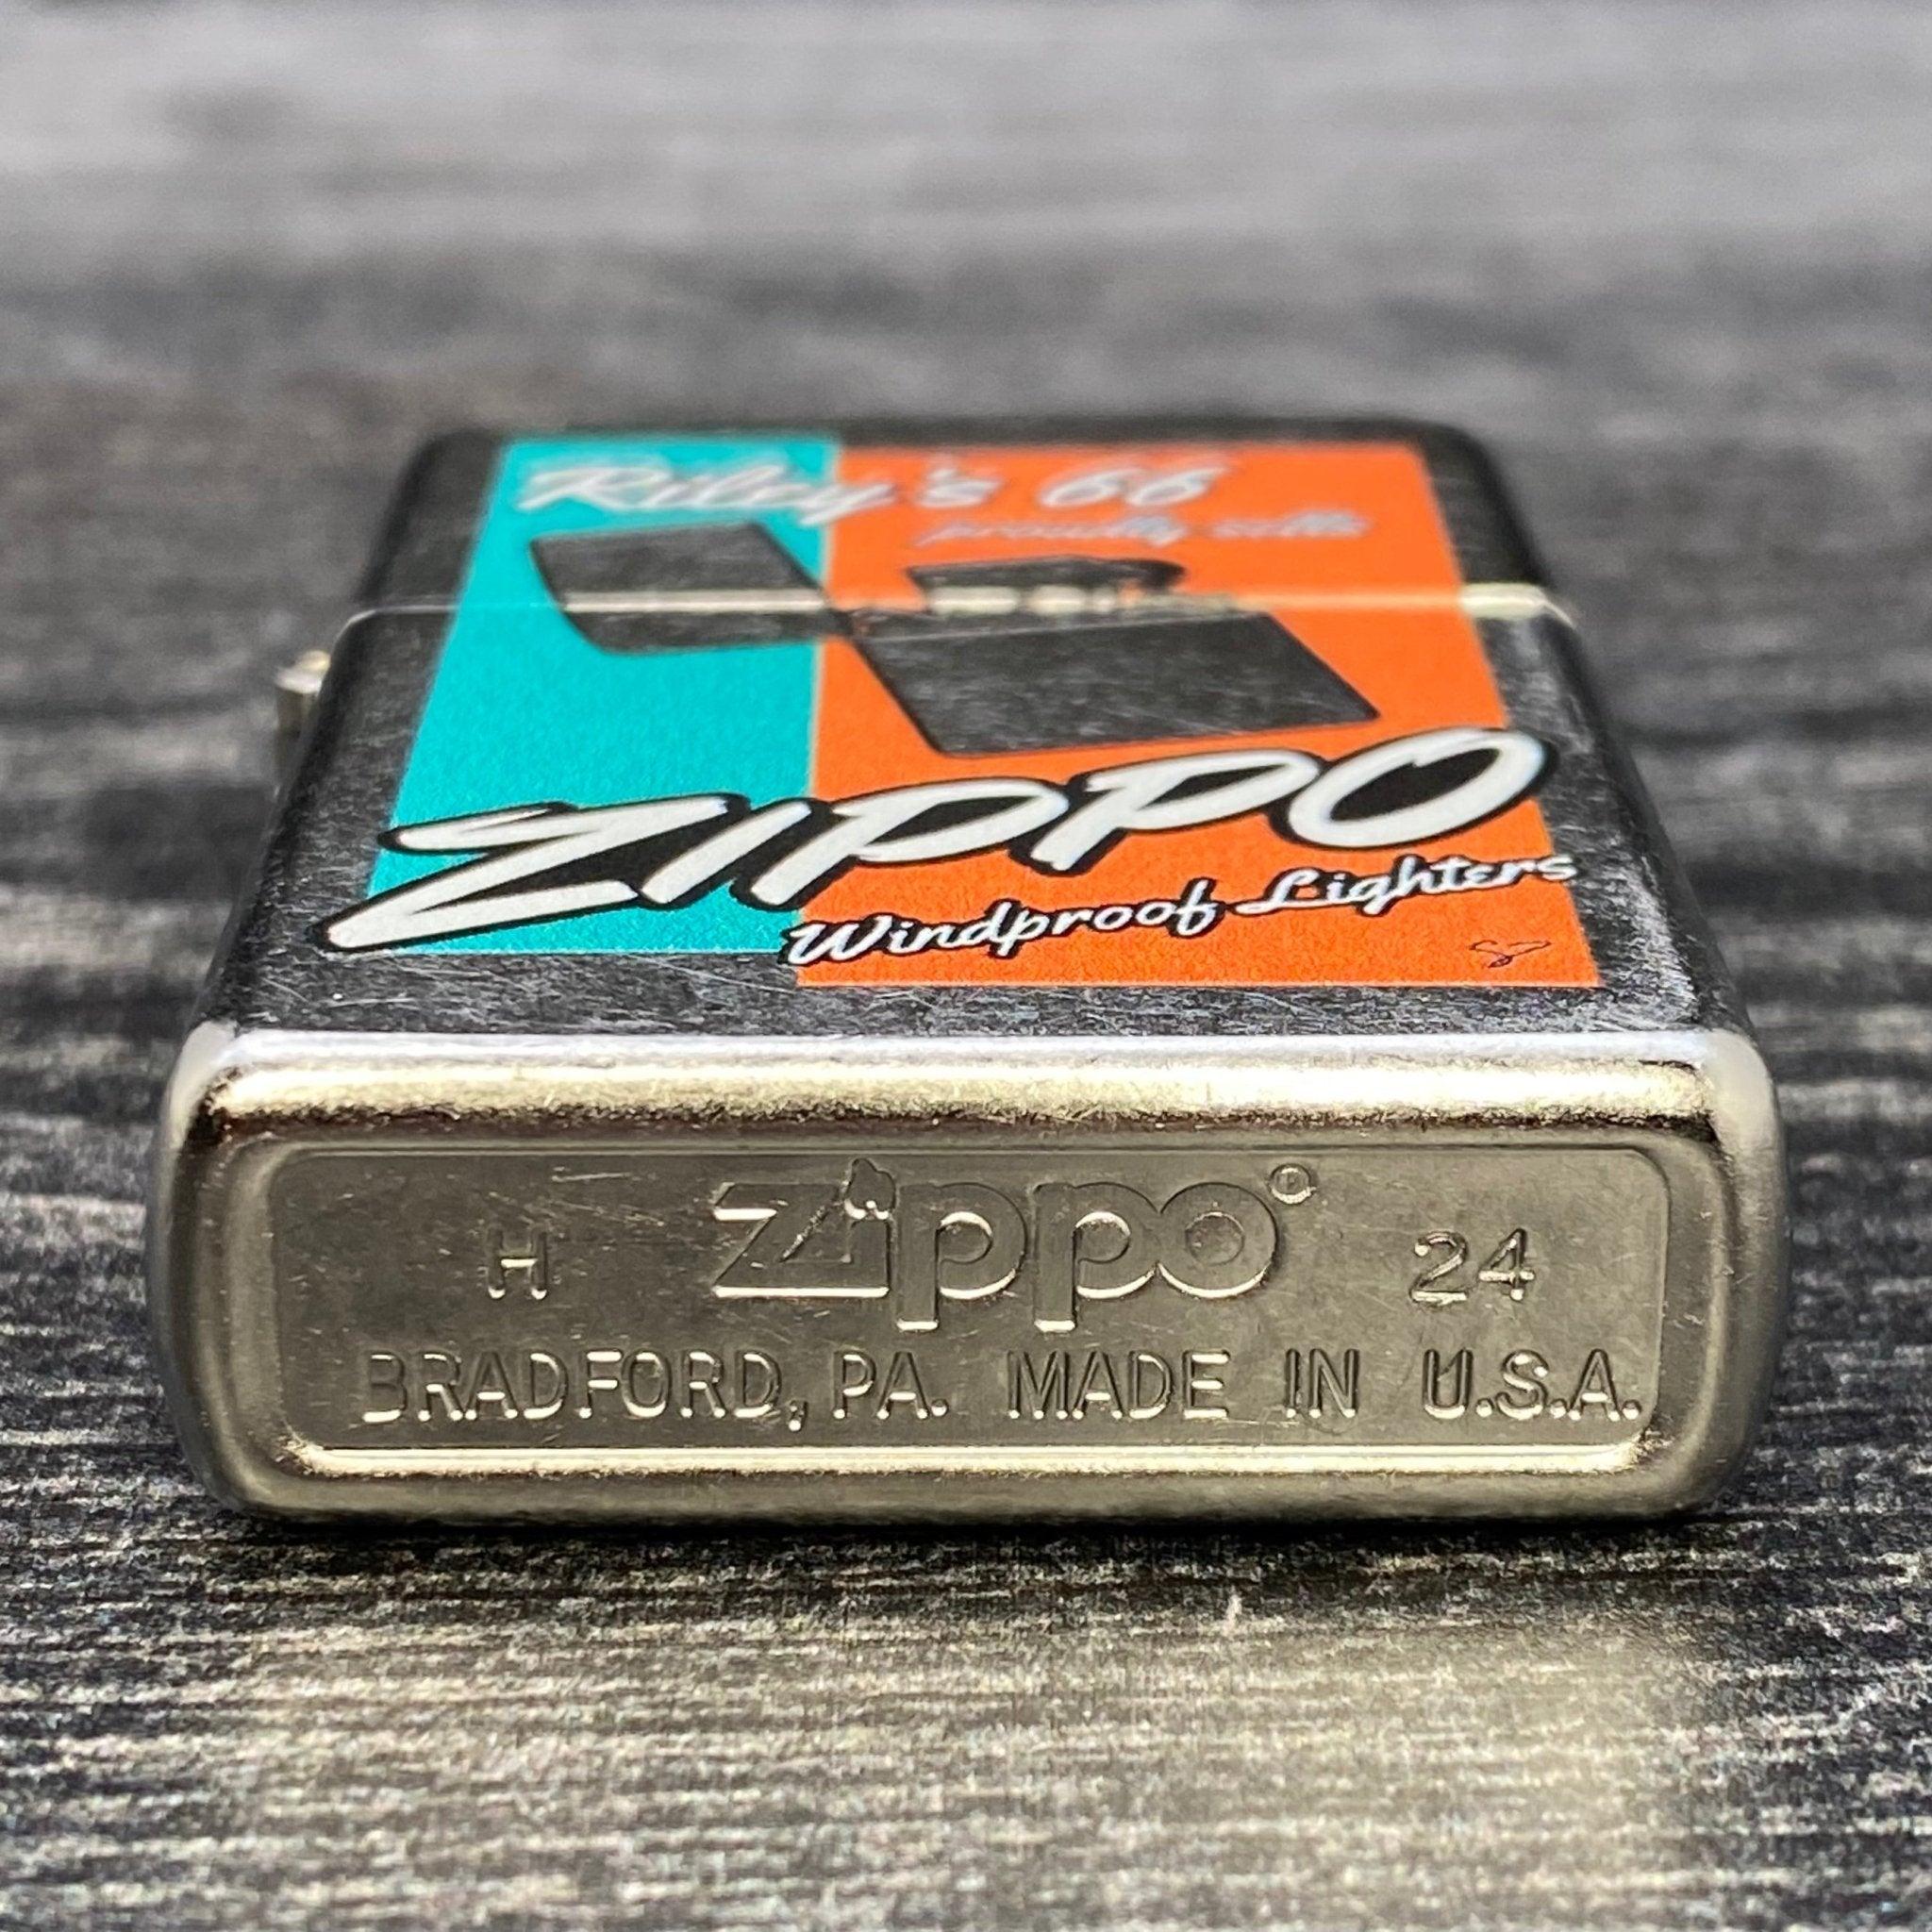 Riley's 66
proudly sells
ZIPPO
Windproof Lighters
H zippo® 24
BRADFORD, PA. MADE IN U.S.A.